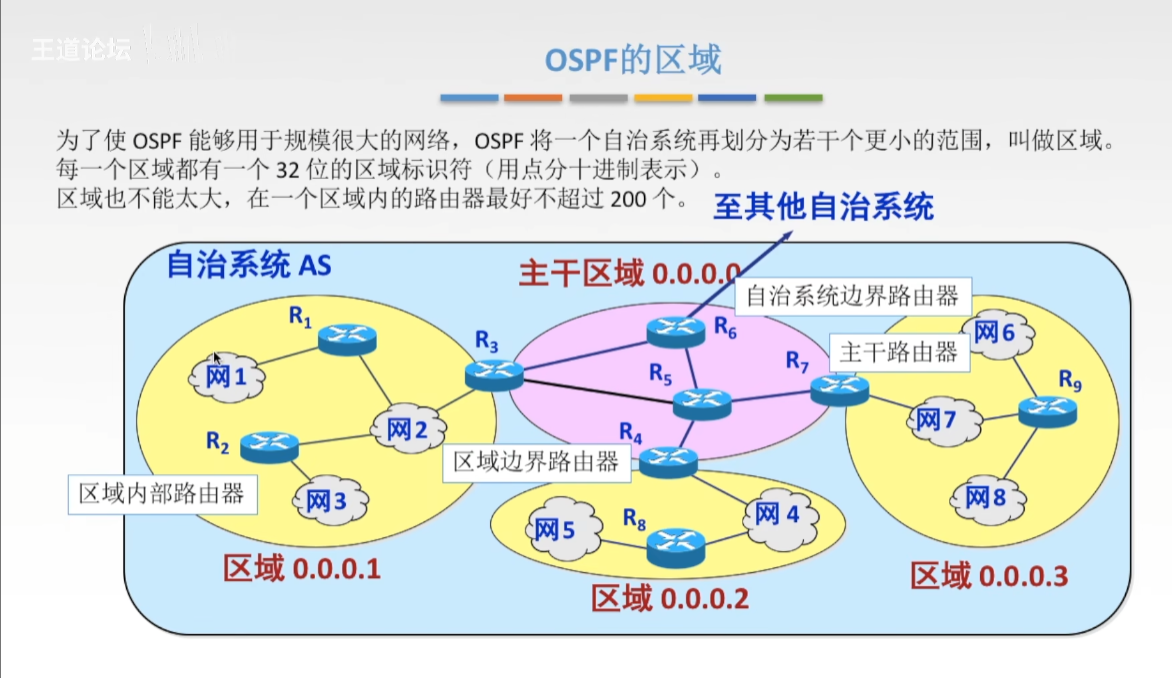 王道论坛
OSPF的区域
为了使 OSPF 能够用于规模很大的网络，OSPF 将一个自治系统再划分为若干个更小的范围，叫做区域。
每一个区域都有一个 32 位的区域标识符（用点分十进制表示）。
区域也不能太大，在一个区域内的路由器最好不超过 200 个。
至其他自治系统
自治系统 AS
主干区域 0.0.0.0
自治系统边界路由器
R1
R3
R6
网6
主干路由器
网1
R5
R7
R9
R2
网2
R4
网7
区域边界路由器
区域内部路由器
网3
网5
R8
网4
网8
区域 0.0.0.1
区域 0.0.0.2
区域 0.0.0.3